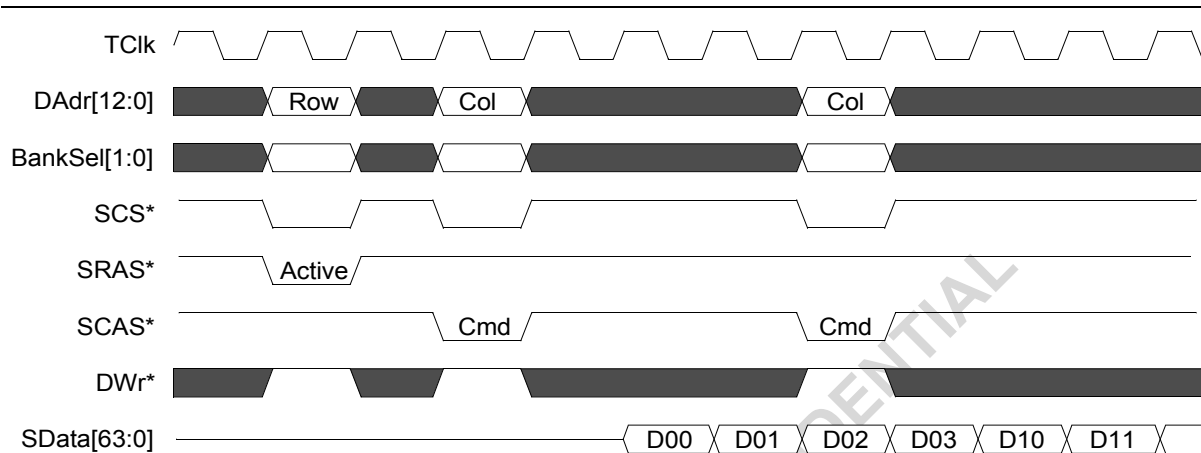 TClk
DAdr[12:0] Row Col Col
BankSel[1:0]
SCS*
SRAS* Active
SCAS* Cmd Cmd
DWr*
SData[63:0] D00 D01 D02 D03 D10 D11
DENTIAL